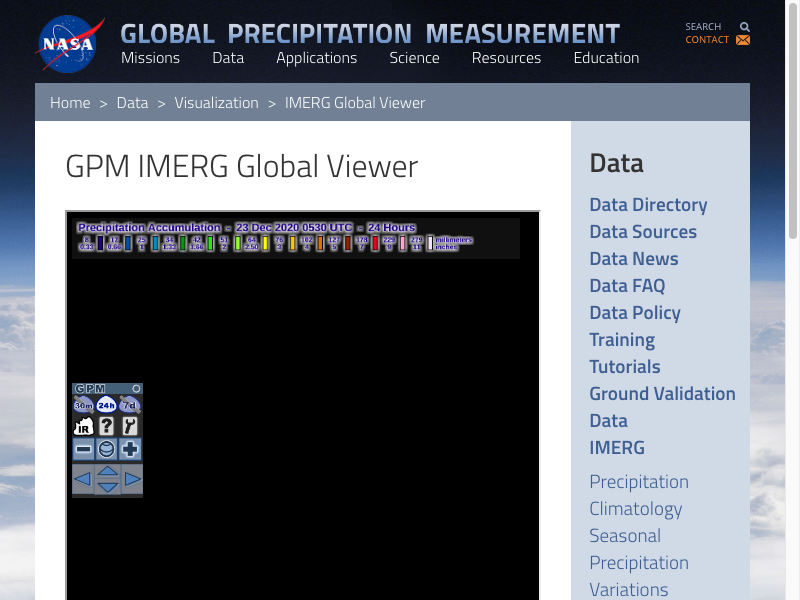 NASA
GLOBAL PRECIPITATION MEASUREMENT
SEARCH
CONTACT
Missions Data Applications Science Resources Education
Home > Data > Visualization > IMERG Global Viewer
GPM IMERG Global Viewer
Precipitation Accumulation - 23 Dec 2020 0530 UTC - 24 Hours
millimeters
inches
GPM
30m 24h 7d
IR ?
Data
Data Directory
Data Sources
Data News
Data FAQ
Data Policy
Training
Tutorials
Ground Validation
Data
IMERG
Precipitation
Climatology
Seasonal
Precipitation
Variations